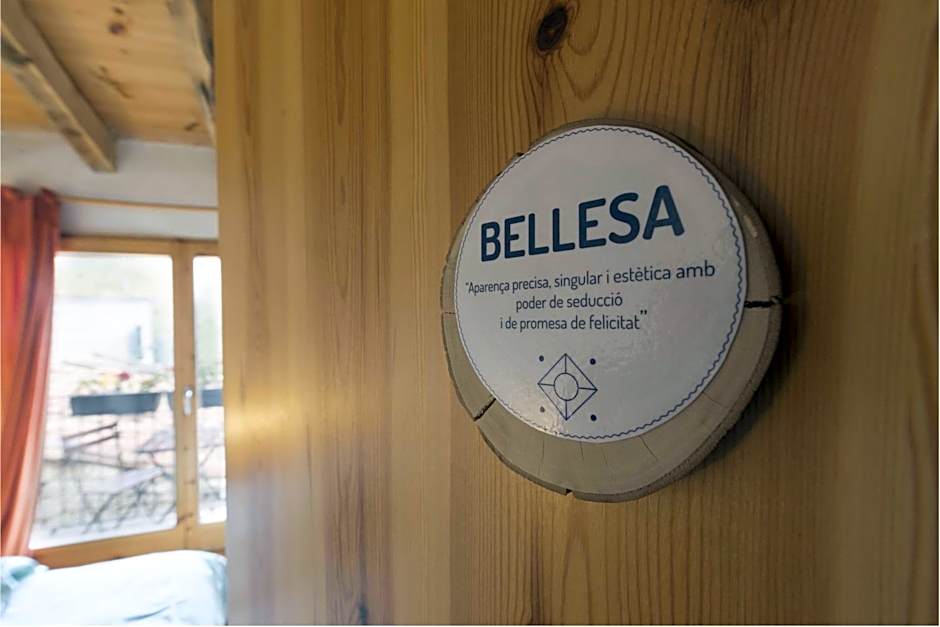 BELLESA
"Aparença precisa, singular i estètica amb
poder de seducció
i de promesa de felicitat"